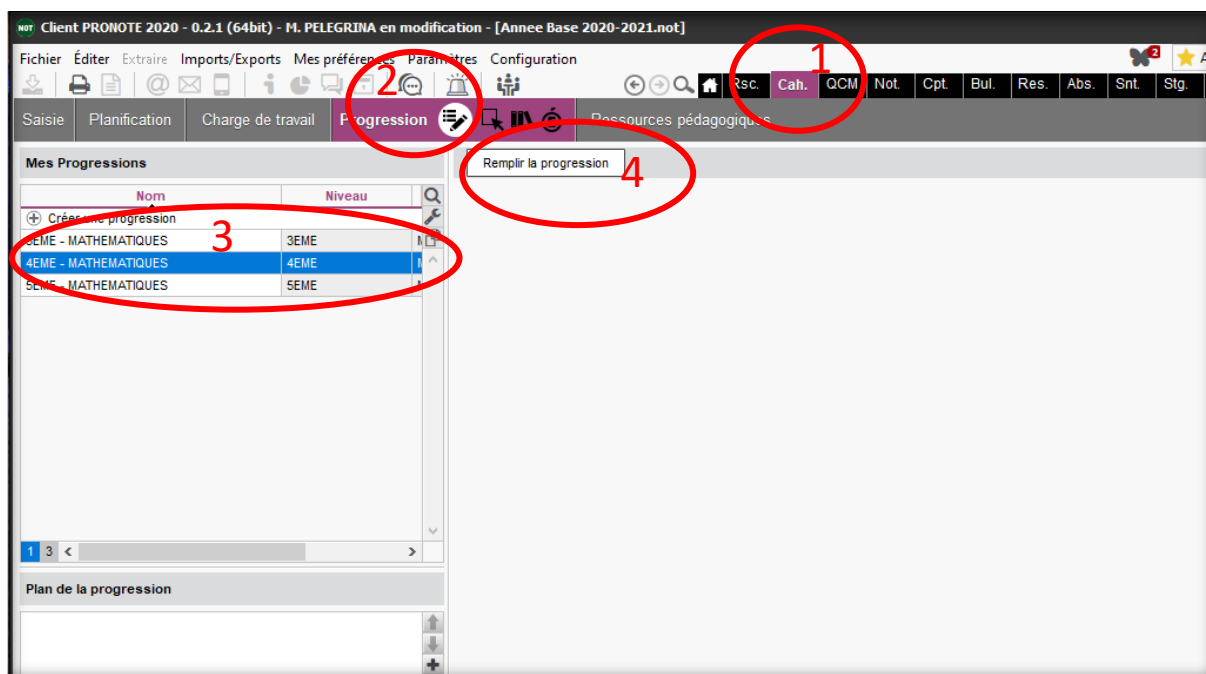 NOT Client PRONOTE 2020 - 0.2.1 (64bit) - M. PELEGRINA en modification - [Annee Base 2020-2021.not]
Fichier Éditer Extraire Imports/Exports Mes préférences Paramètres Configuration
1
2
2
Rsc. Cah. QCM Not. Cpt. Bul. Res. Abs. Snt. Stg.
Saisie Planification Charge de travail Progression Ressources pédagogiques
Mes Progressions
Remplir la progression
4
Nom Niveau
Créer une progression
3
3EME - MATHEMATIQUES 3EME
4EME - MATHEMATIQUES 4EME
5EME - MATHEMATIQUES 5EME
1 3
Plan de la progression